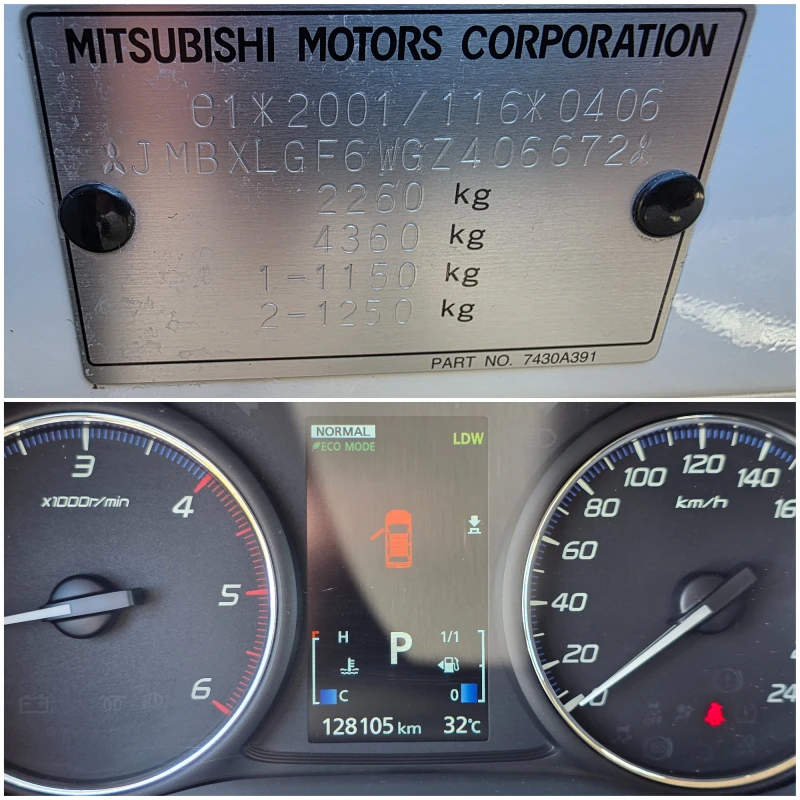 MITSUBISHI MOTORS CORPORATION
e1*2001/116*0406
JMBXLGF6WGZ406672
2260 kg
4360 kg
1-1150 kg
2-1250 kg
PART NO. 7430A391
NORMAL
ECO MODE
LDW
3
x1000r/min
4
5
6
H
P
1/1
C
0
128105 km
32°C
20
40
60
80
100
120
140
16
km/h
24